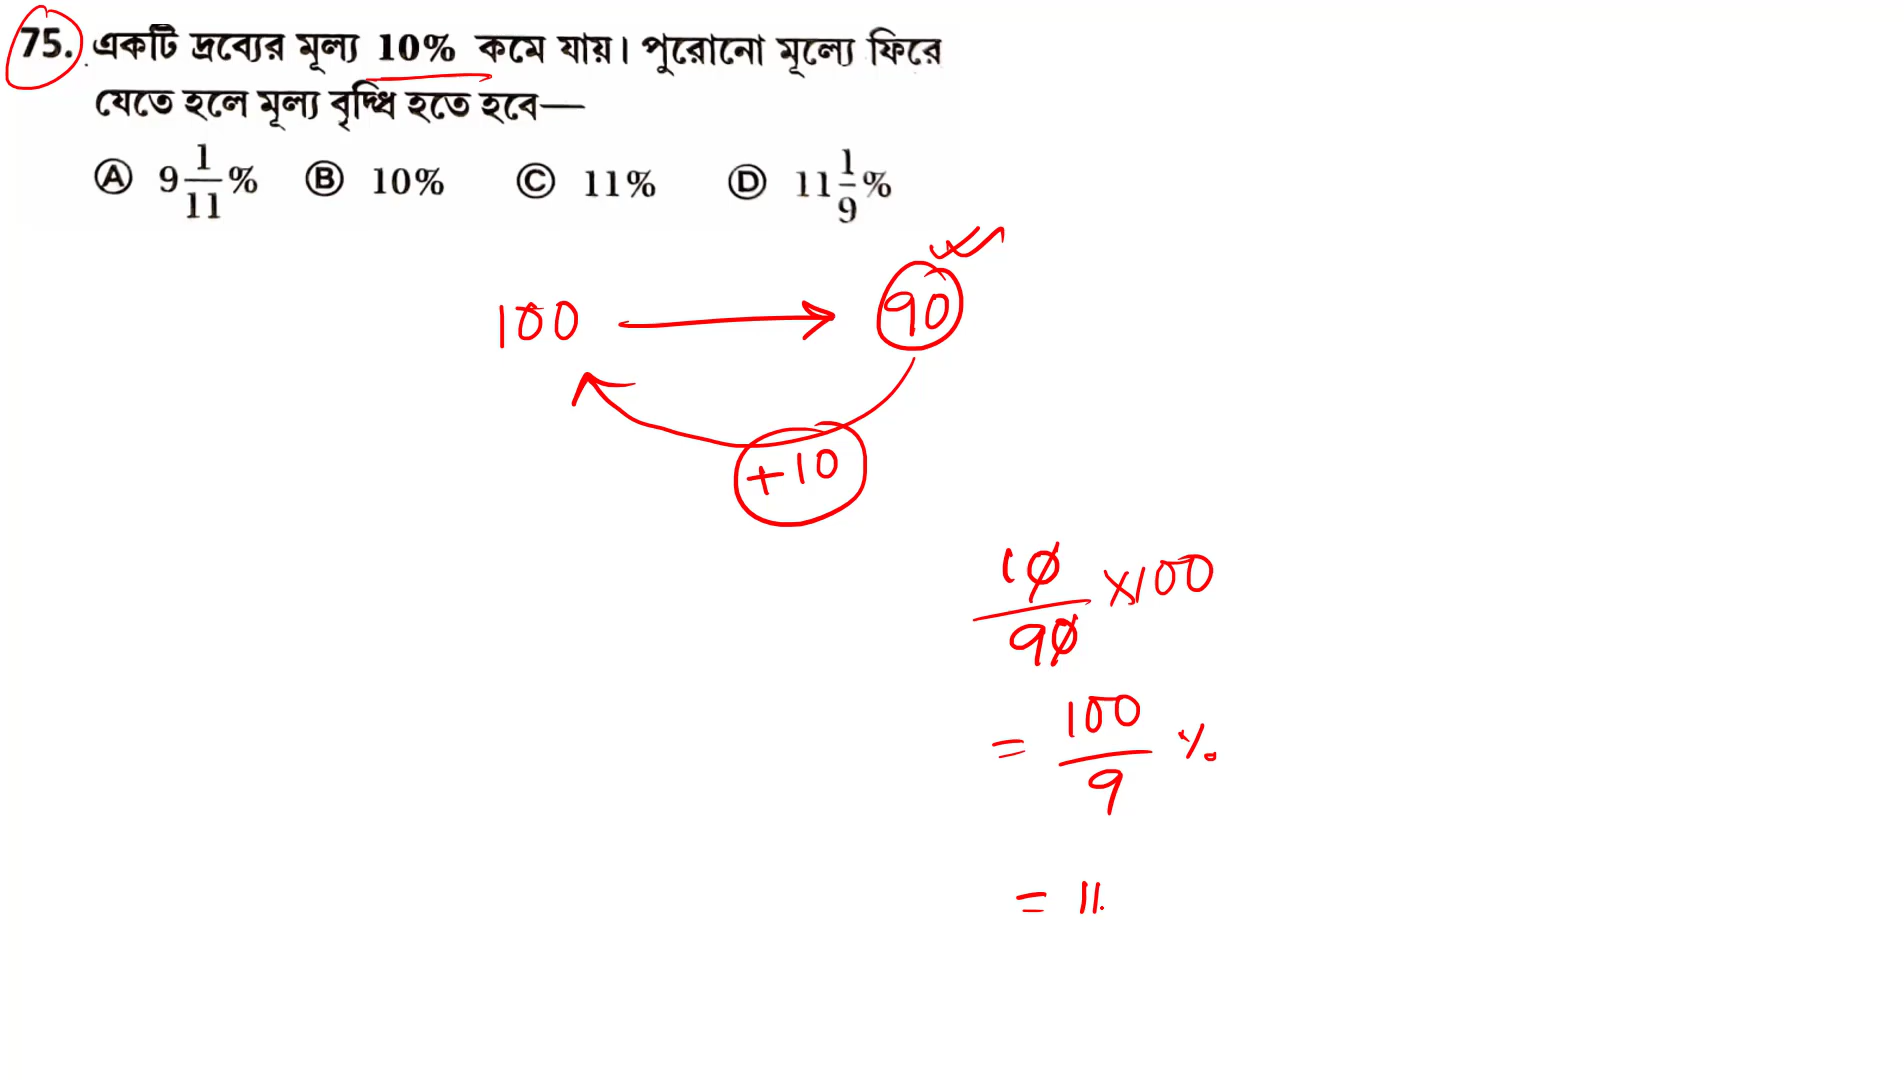 75. একটি দ্রব্যের মূল্য 10% কমে যায়। পুরোনো মূল্যে ফিরে
যেতে হলে মূল্য বৃদ্ধি হতে হবে—
Ⓐ 9 1/11% Ⓑ 10% Ⓒ 11% Ⓓ 11 1/9%
100 → 90
+10
10/90 ×100
= 100/9 %
= 11